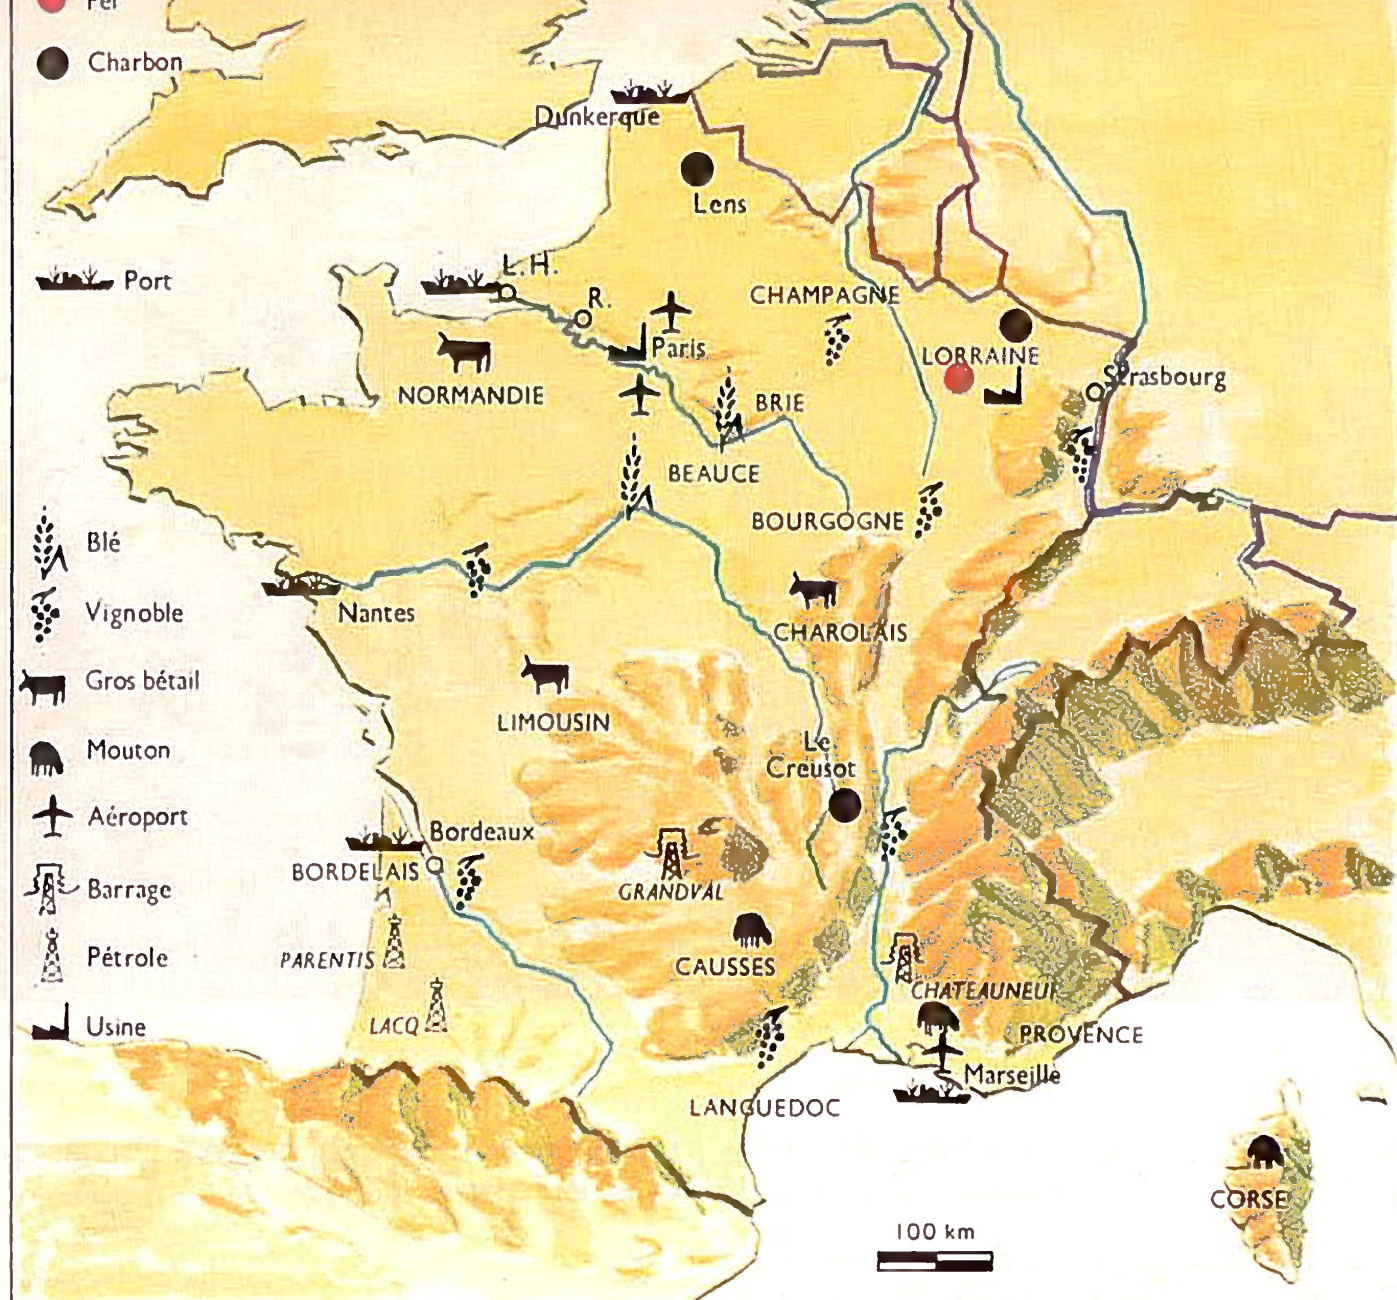 Fer
Charbon
Dunkerque
Lens
Port
L.H.
R.
CHAMPAGNE
Paris
LORRAINE
Strasbourg
NORMANDIE
BRIE
BEAUCE
BOURGOGNE
Blé
Vignoble
Nantes
CHAROLAIS
Gros bétail
LIMOUSIN
Mouton
Le
Creusot
Aéroport
Bordeaux
BORDELAIS
Barrage
GRANDVAL
Pétrole
PARENTIS
CAUSSES
CHÂTEAUNEUF
LACQ
Usine
PROVENCE
Marseille
LANGUEDOC
CORSE
100 km